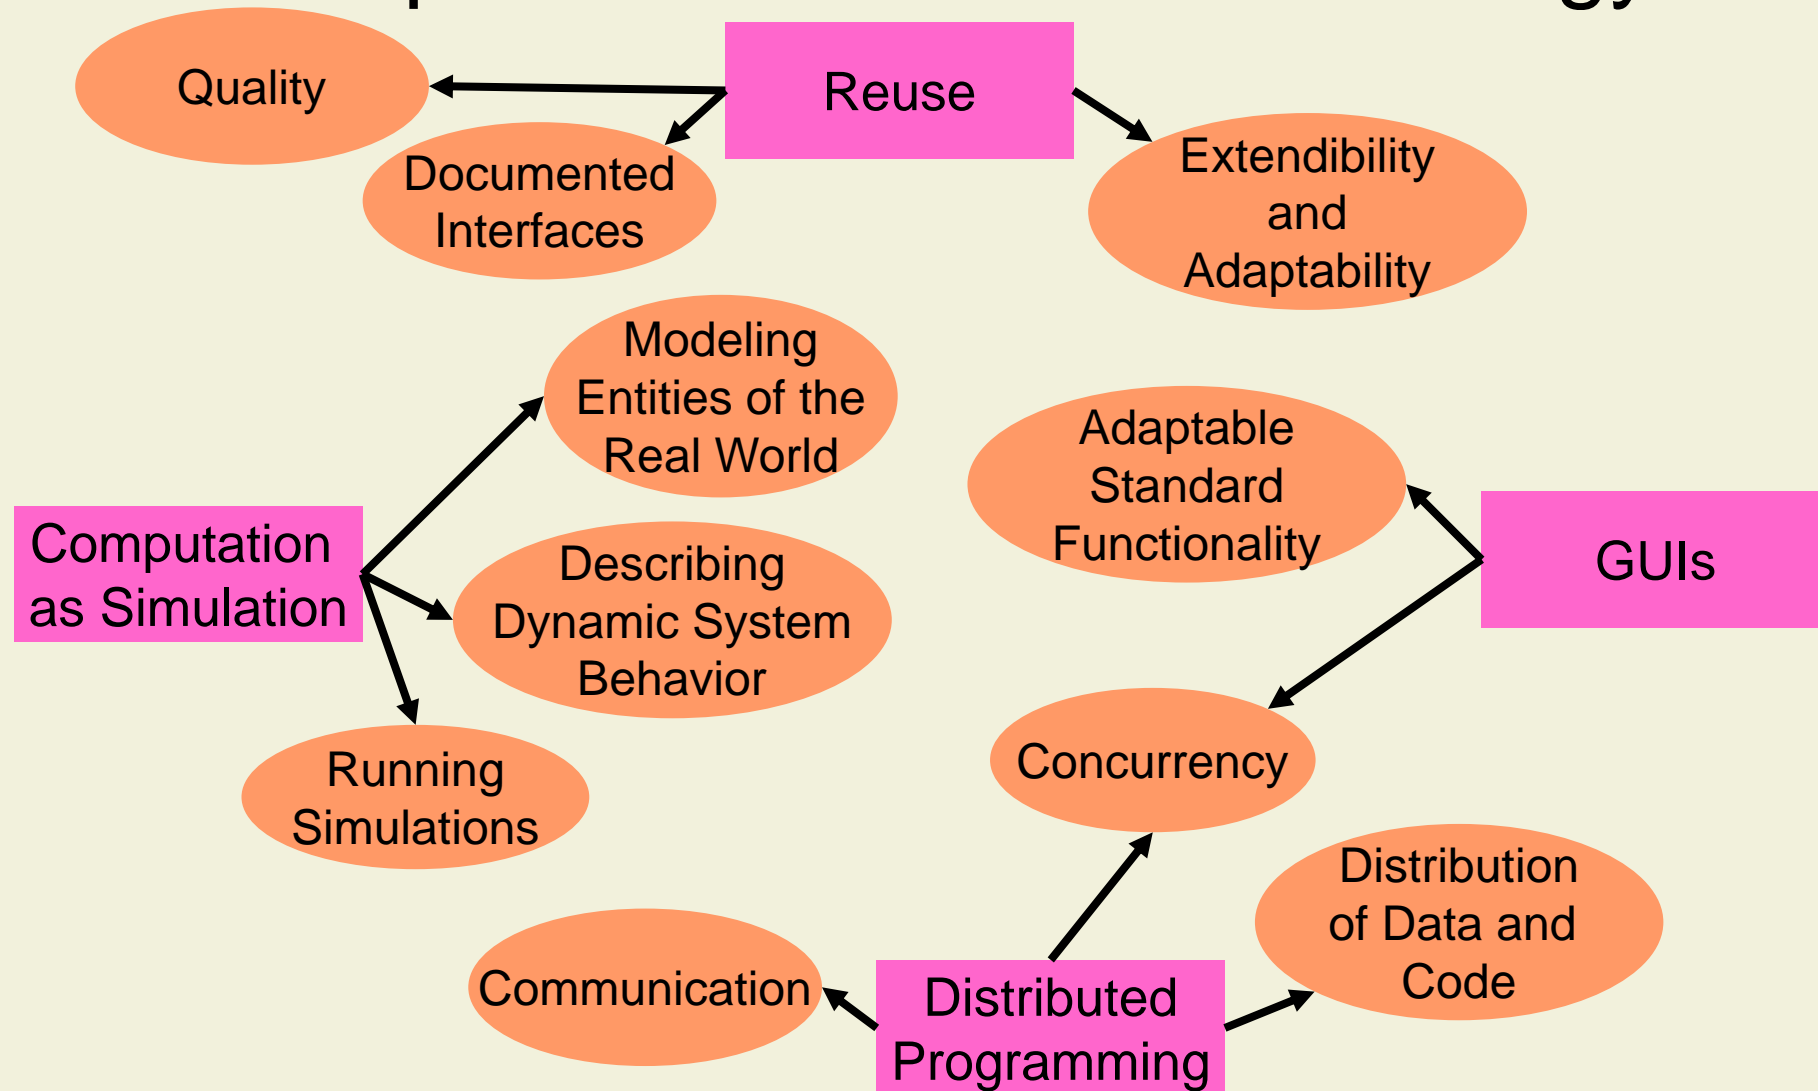 Quality
Reuse
Documented
Interfaces
Extendibility
and
Adaptability
Modeling
Entities of the
Real World
Adaptable
Standard
Functionality
Computation
as Simulation
Describing
Dynamic System
Behavior
GUIs
Running
Simulations
Concurrency
Distribution
of Data and
Code
Communication
Distributed
Programming